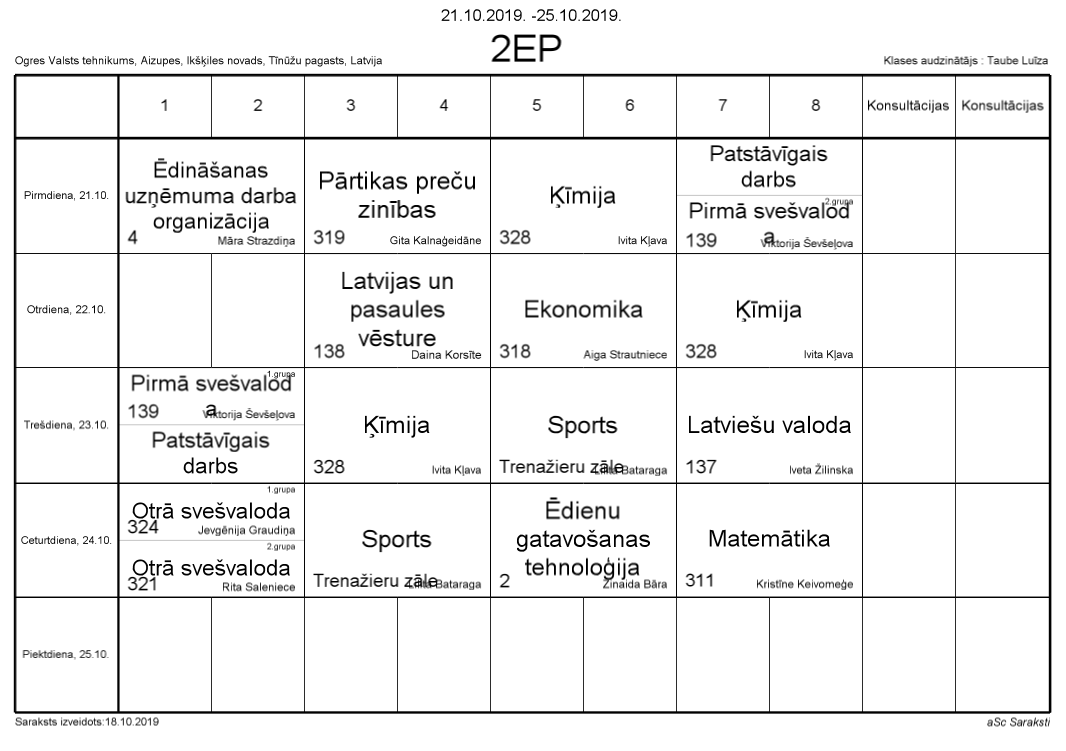 21.10.2019. -25.10.2019.
2EP
Ogres Valsts tehnikums, Aizupes, Ikšķiles novads, Tīnūžu pagasts, Latvija
Klases audzinātājs : Taube Luīza
1 2 3 4 5 6 7 8 Konsultācijas Konsultācijas
Pirmdiena, 21.10.
Ēdināšanas
uzņēmuma darba
organizācija
4 Māra Strazdiņa
Pārtikas preču
zinības
319 Gita Kalnaģeidāne
Ķīmija
328 Ivita Kļava
Patstāvīgais
darbs
2.grupa
Pirmā svešvalod
a
139 Viktorija Ševšeļova
Otrdiena, 22.10.
Latvijas un
pasaules
vēsture
138 Daina Korsīte
Ekonomika
318 Aiga Strautniece
Ķīmija
328 Ivita Kļava
Trešdiena, 23.10.
1.grupa
Pirmā svešvalod
a
139 Viktorija Ševšeļova
Patstāvīgais
darbs
Ķīmija
328 Ivita Kļava
Sports
Trenažieru zāle Lilita Bataraga
Latviešu valoda
137 Iveta Žilinska
Ceturtdiena, 24.10.
1.grupa
Otrā svešvaloda
324 Jevgēnija Graudiņa
2.grupa
Otrā svešvaloda
321 Rita Saleniece
Sports
Trenažieru zāle Lilita Bataraga
Ēdienu
gatavošanas
tehnoloģija
2 Zinaida Bāra
Matemātika
311 Kristīne Keivomeģe
Piektdiena, 25.10.
Saraksts izveidots:18.10.2019
aSc Saraksti